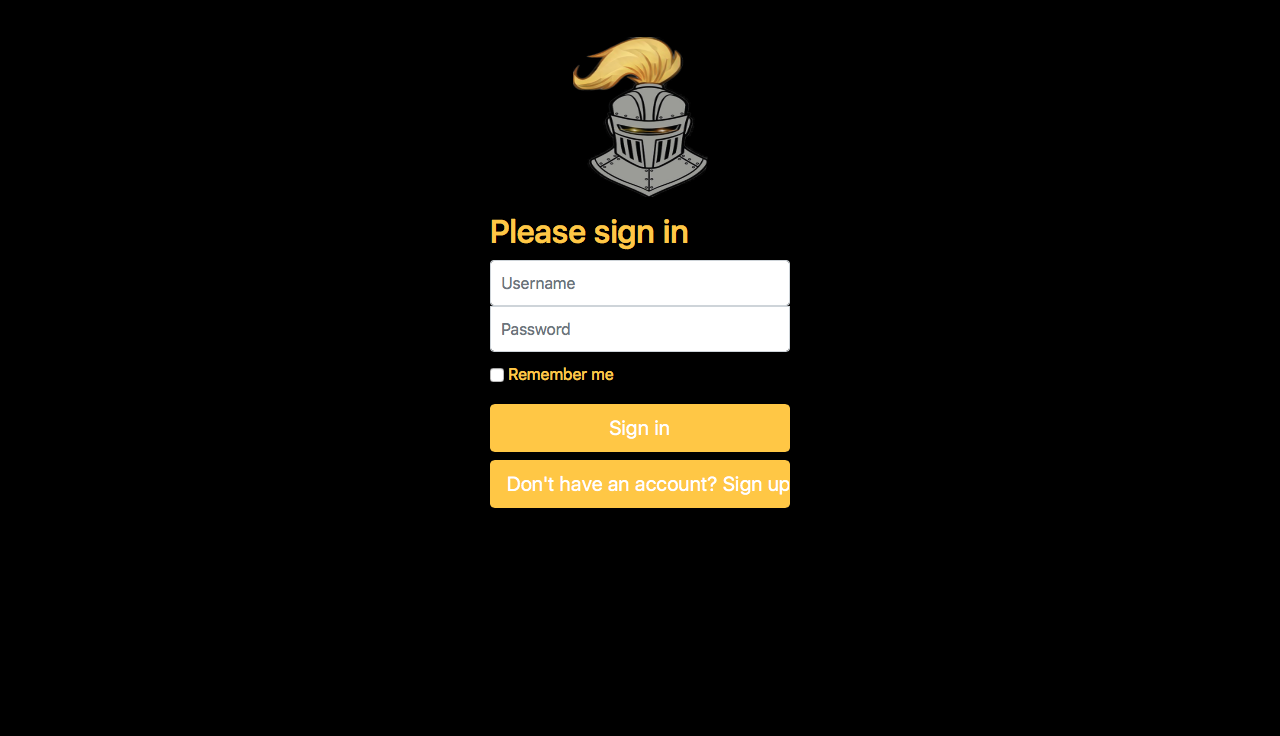 Please sign in
Username
Password
Remember me
Sign in
Don't have an account? Sign up